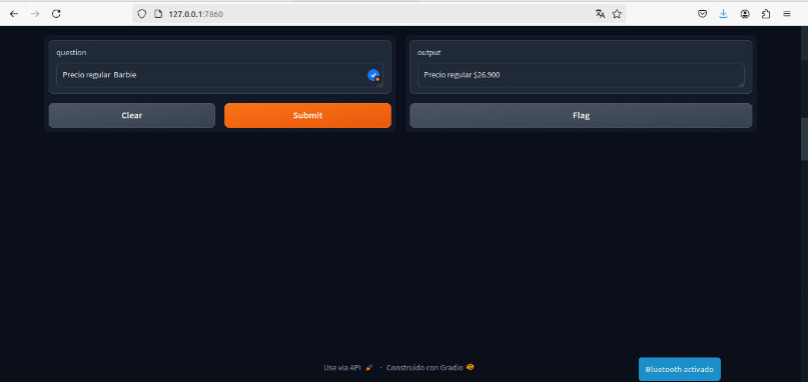 127.0.0.1:7860
question
Precio regular Barbie
Clear
Submit
output
Precio regular $26.900
Flag
Use via API · Construido con Gradio
Bluetooth activado